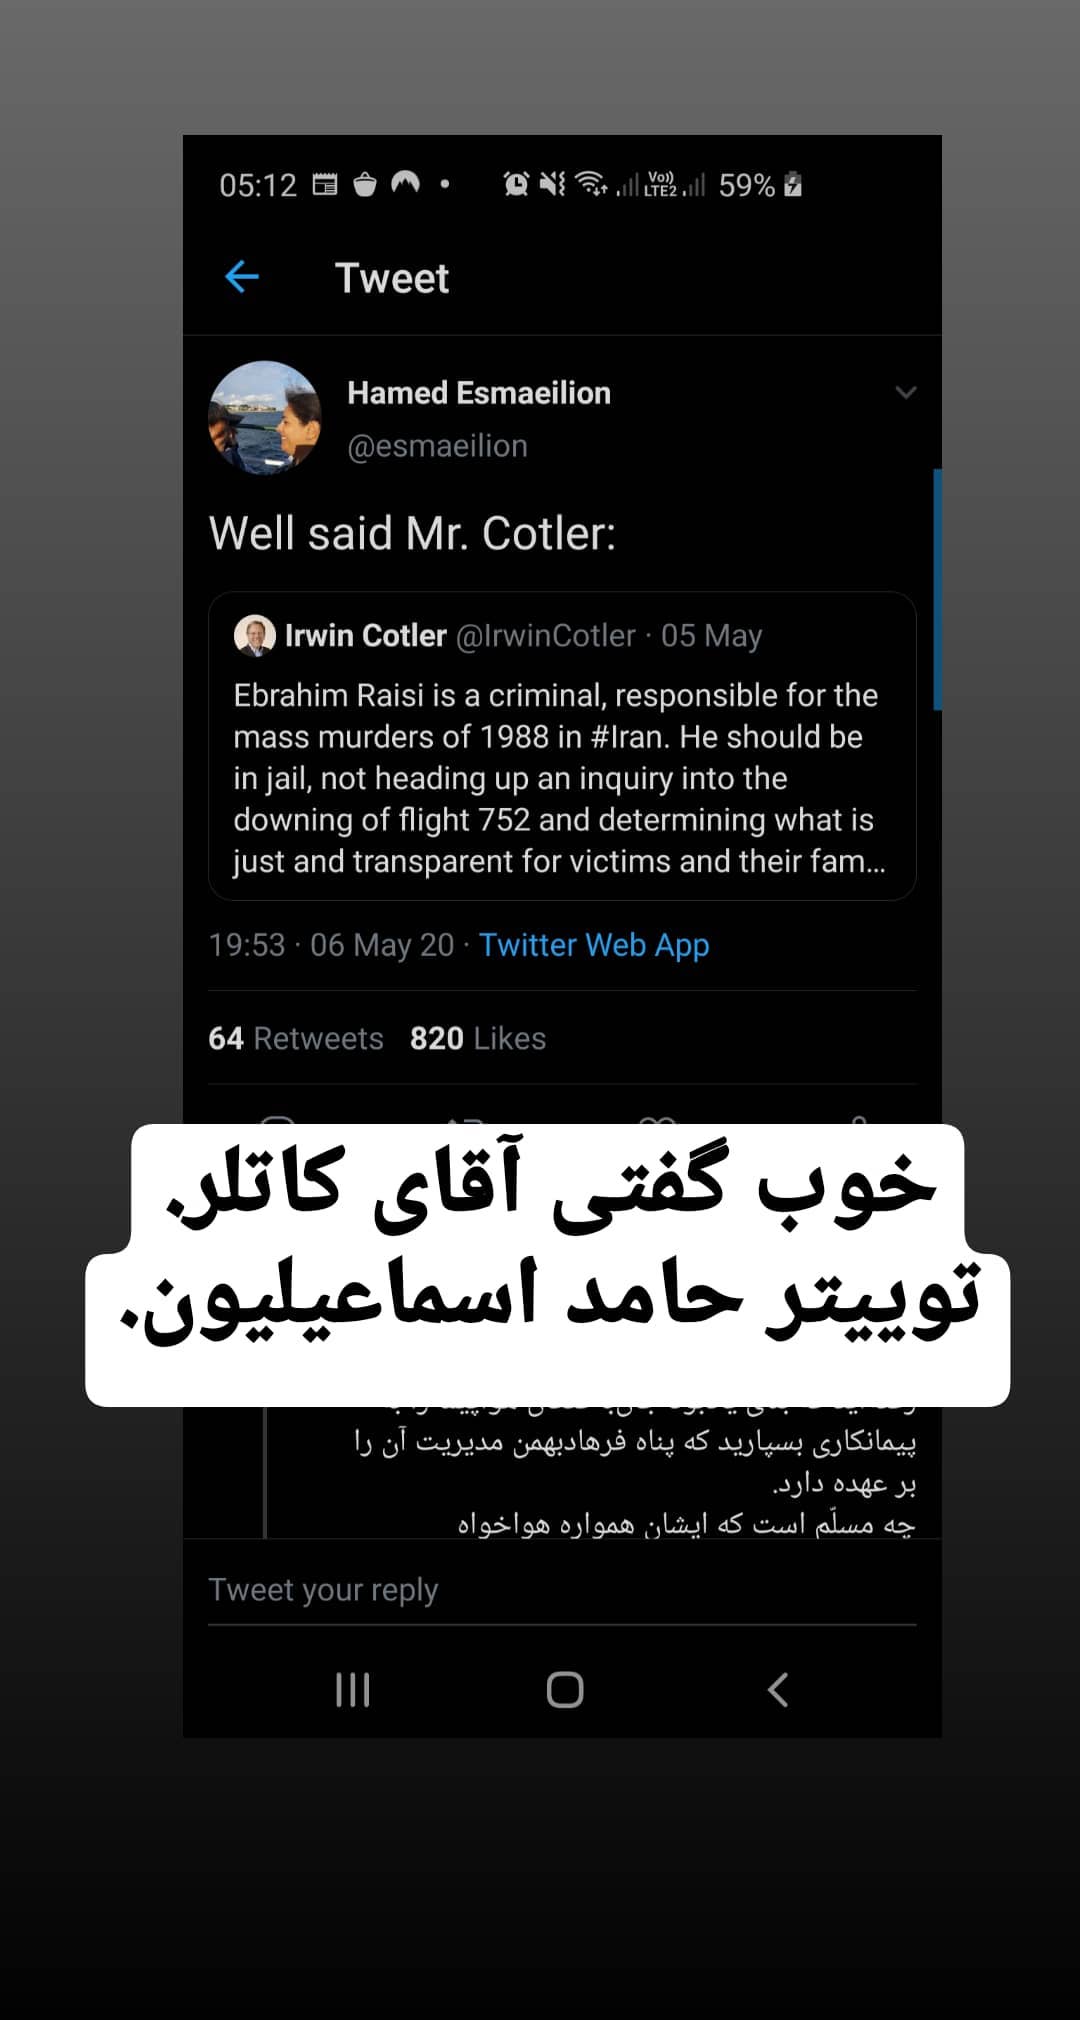 05:12 Vo)) LTE2 59%
Tweet
Hamed Esmaeilion
@esmaeilion
Well said Mr. Cotler:
Irwin Cotler @IrwinCotler · 05 May
Ebrahim Raisi is a criminal, responsible for the
mass murders of 1988 in #Iran. He should be
in jail, not heading up an inquiry into the
downing of flight 752 and determining what is
just and transparent for victims and their fam...
19:53 · 06 May 20 · Twitter Web App
64 Retweets 820 Likes
خوب گفتی آقای کاتلر.
توییتر حامد اسماعیلیون.
پیمانکاری بسپارید که پناه فرهادبهمن مدیریت آن را
بر عهده دارد.
چه مسلّم است که ایشان همواره هواخواه
Tweet your reply